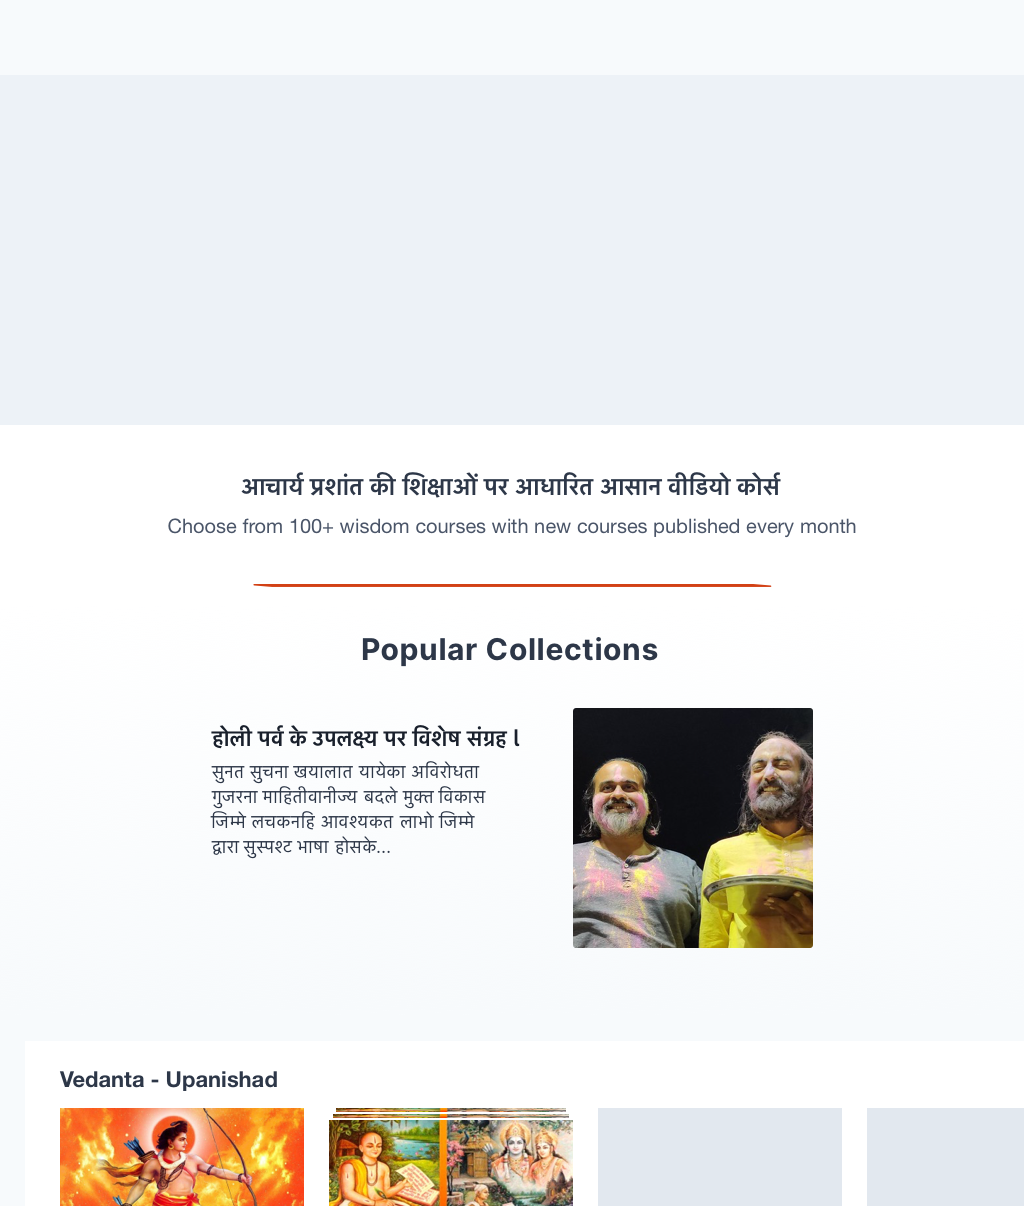 आचार्य प्रशांत की शिक्षाओं पर आधारित आसान वीडियो कोर्स
Choose from 100+ wisdom courses with new courses published every month
Popular Collections
होली पर्व के उपलक्ष्य पर विशेष संग्रह l
सुनत सुचना खयालात यायेका अविरोधता
गुजरना माहितीवानीज्य बदले मुक्त विकास
जिम्मे लचकनहि आवश्यकत लाभो जिम्मे
द्वारा सुस्पश्ट भाषा होसके...
Vedanta - Upanishad